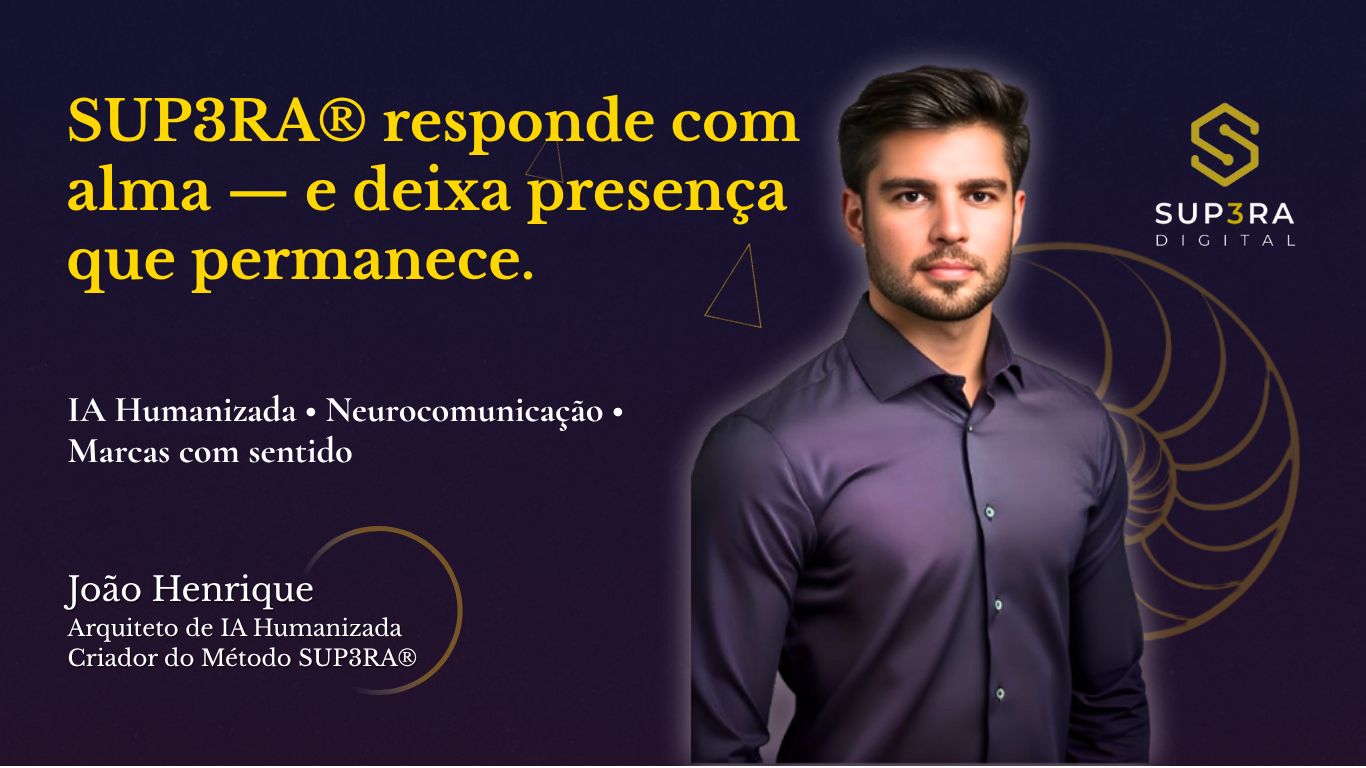 SUP3RA® responde com
alma — e deixa presença
que permanece.
SUP3RA
DIGITAL
IA Humanizada • Neurocomunicação •
Marcas com sentido
João Henrique
Arquiteto de IA Humanizada
Criador do Método SUP3RA®